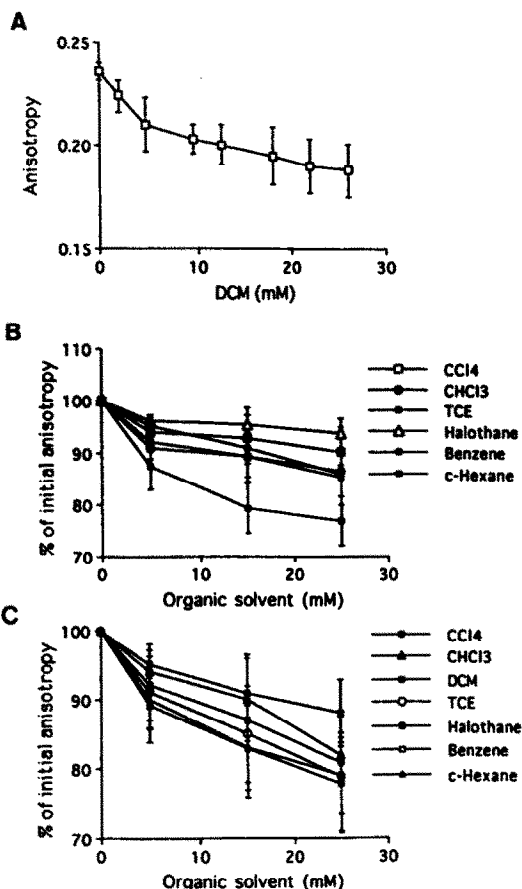 A
0.25
0.20
0.15
Anisotropy
0 10 20 30
DCM (mM)
B
110
100
90
80
70
% of initial anisotropy
0 10 20 30
Organic solvent (mM)
CCl4
CHCl3
TCE
Halothane
Benzene
c-Hexane
C
100
90
80
70
% of initial anisotropy
0 10 20 30
Organic solvent (mM)
CCl4
CHCl3
DCM
TCE
Halothane
Benzene
c-Hexane